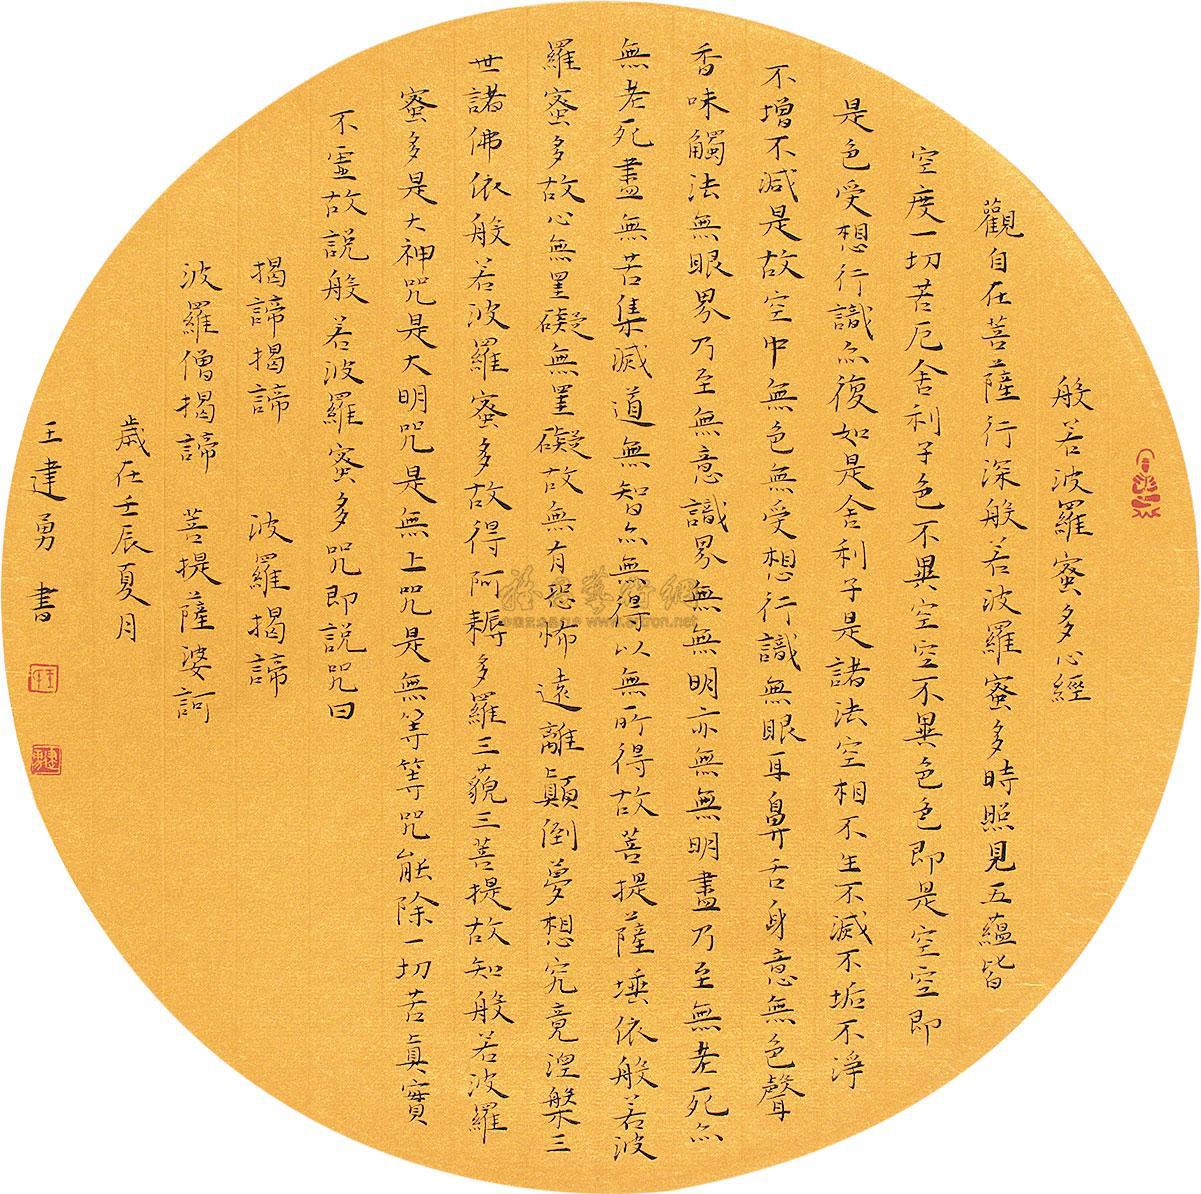 般若波羅蜜多心經
觀自在菩薩行深般若波羅蜜多時照見五蘊皆
空度一切苦厄舍利子色不異空空不異色色即是空空即
是色受想行識亦復如是舍利子是諸法空相不生不滅不垢不淨
不增不減是故空中無色無受想行識無眼耳鼻舌身意無色聲
香味觸法無眼界乃至無意識界無無明亦無無明盡乃至無老死亦
無老死盡無苦集滅道無智亦無得以無所得故菩提薩埵依般若波
羅蜜多故心無罣礙無罣礙故無有恐怖遠離顛倒夢想究竟涅槃三
世諸佛依般若波羅蜜多故得阿耨多羅三藐三菩提故知般若波羅
蜜多是大神咒是大明咒是無上咒是無等等咒能除一切苦真實
不虛故說般若波羅蜜多咒即說咒曰
揭諦揭諦 波羅揭諦
波羅僧揭諦 菩提薩婆訶
歲在壬辰夏月
王建勇 書
www.artron.net